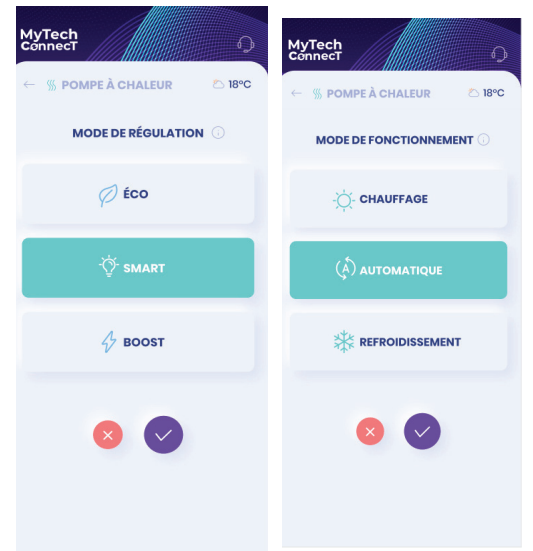 MyTech
ConnecT
POMPE À CHALEUR
18°C
MODE DE RÉGULATION
ÉCO
SMART
BOOST
MyTech
ConnecT
POMPE À CHALEUR
18°C
MODE DE FONCTIONNEMENT
CHAUFFAGE
A
AUTOMATIQUE
REFROIDISSEMENT